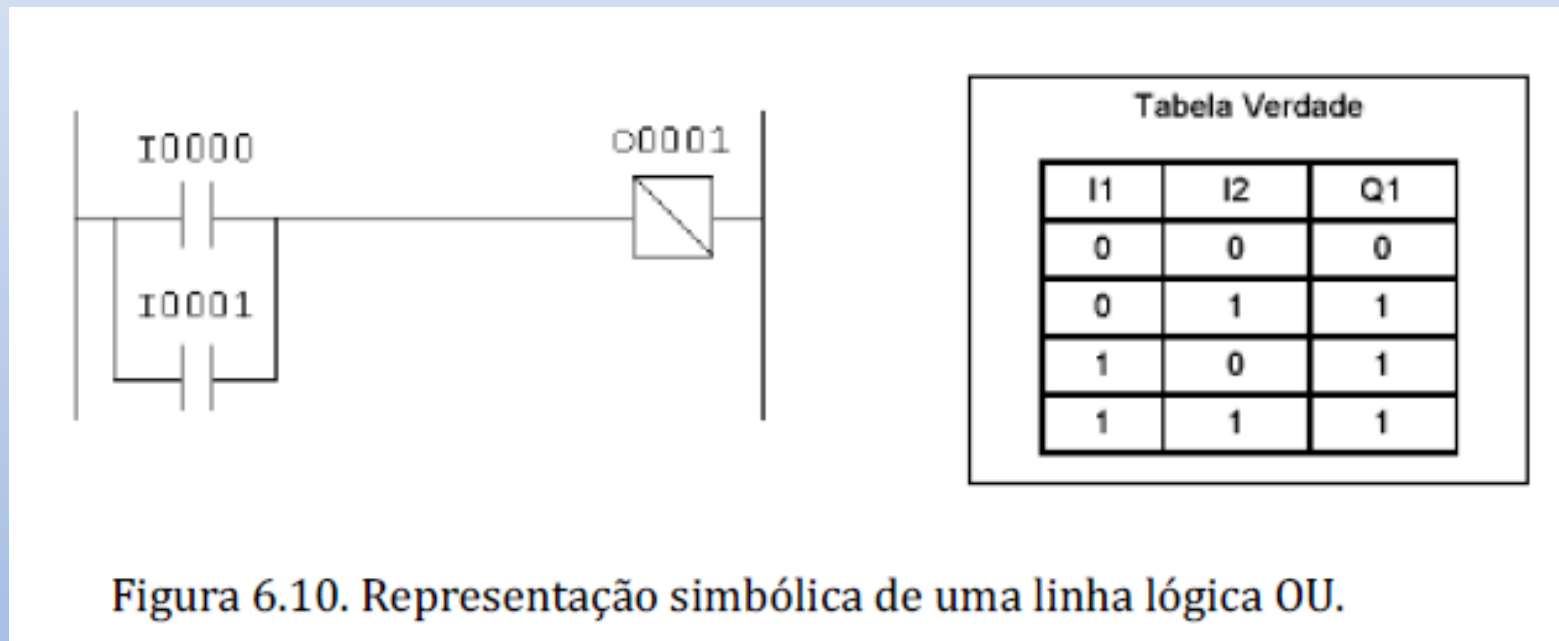 I0000
O0001
I0001
Tabela Verdade
I1 I2 Q1
0 0 0
0 1 1
1 0 1
1 1 1
Figura 6.10. Representação simbólica de uma linha lógica OU.